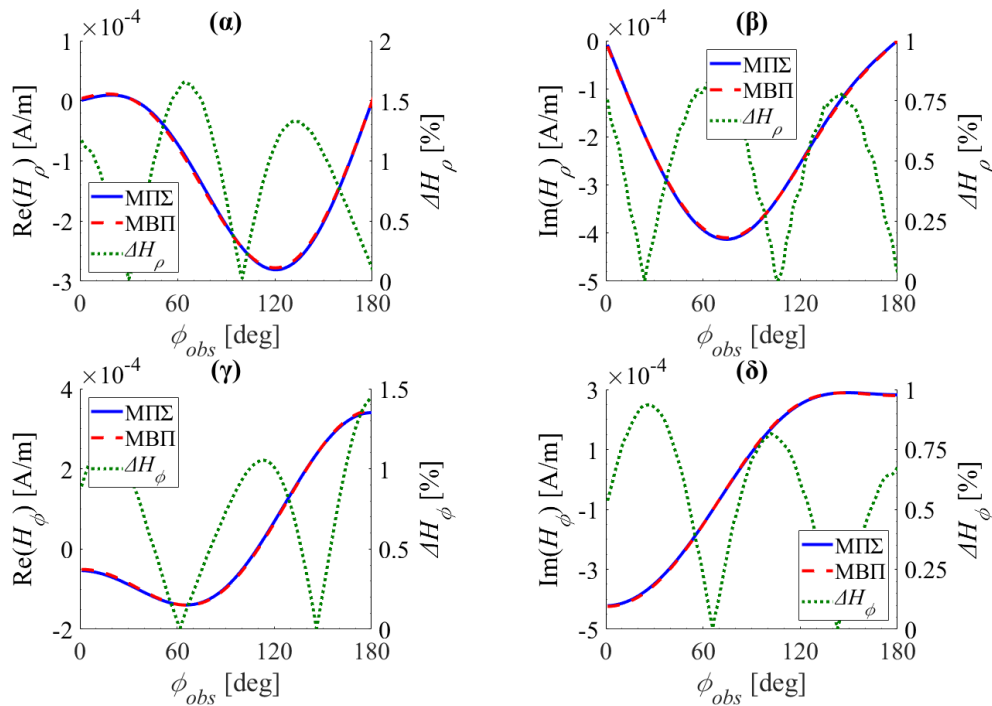 (α)
×10⁻⁴
1
0
-1
-2
-3
Re(H_ρ) [A/m]
2
1.5
1
0.5
0
ΔH_ρ [%]
ΜΠΣ
ΜΒΠ
ΔH_ρ
0 60 120 180
ϕ_obs [deg]
(β)
×10⁻⁴
0
-1
-2
-3
-4
-5
Im(H_ρ) [A/m]
1
0.75
0.5
0.25
0
ΔH_ρ [%]
ΜΠΣ
ΜΒΠ
ΔH_ρ
0 60 120 180
ϕ_obs [deg]
(γ)
×10⁻⁴
4
2
0
-2
Re(H_ϕ) [A/m]
1.5
1
0.5
0
ΔH_ϕ [%]
ΜΠΣ
ΜΒΠ
ΔH_ϕ
0 60 120 180
ϕ_obs [deg]
(δ)
×10⁻⁴
3
1
-1
-3
-5
Im(H_ϕ) [A/m]
1
0.75
0.5
0.25
0
ΔH_ϕ [%]
ΜΠΣ
ΜΒΠ
ΔH_ϕ
0 60 120 180
ϕ_obs [deg]